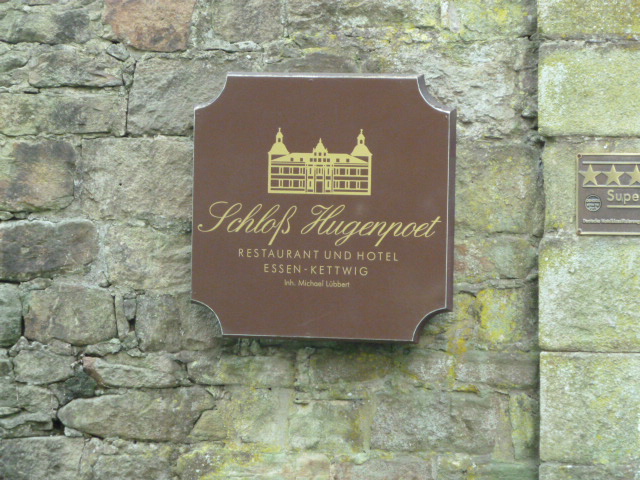 Schloß Hugenpoet
RESTAURANT UND HOTEL
ESSEN-KETTWIG
Inh. Michael Lübbert
Supe